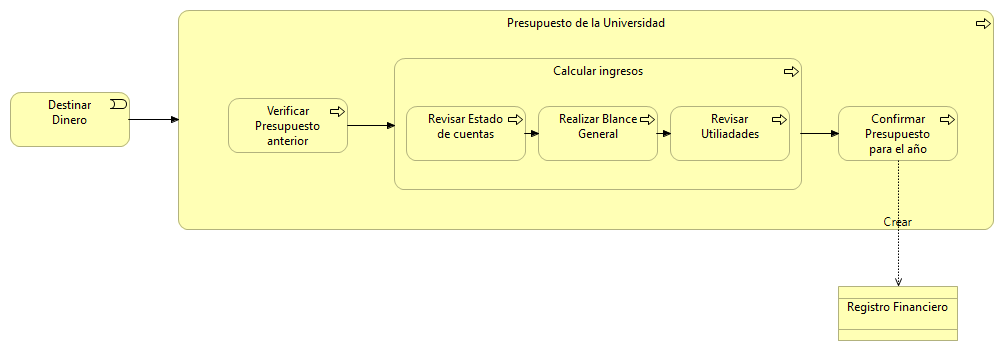 Presupuesto de la Universidad
Calcular ingresos
Destinar
Dinero
Verificar
Presupuesto
anterior
Revisar Estado
de cuentas
Realizar Blance
General
Revisar
Utiliadades
Confirmar
Presupuesto
para el año
Crear
Registro Financiero